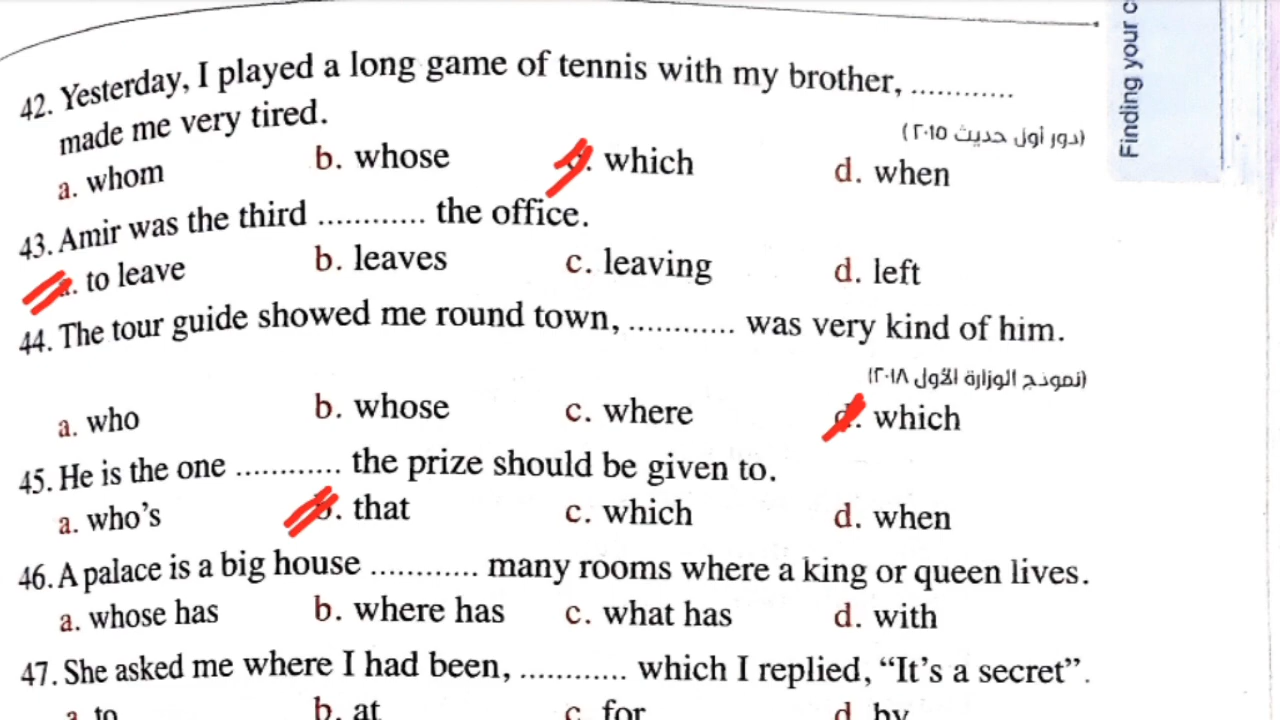 Finding your c
42. Yesterday, I played a long game of tennis with my brother, ............
made me very tired.
(دور أول حديث ٢٠١٥)
a. whom b. whose c. which d. when
43. Amir was the third ............ the office.
a. to leave b. leaves c. leaving d. left
44. The tour guide showed me round town, ............ was very kind of him.
(نموذج الوزارة الأول ٢٠١٨)
a. who b. whose c. where d. which
45. He is the one ............ the prize should be given to.
a. who's b. that c. which d. when
46. A palace is a big house ............ many rooms where a king or queen lives.
a. whose has b. where has c. what has d. with
47. She asked me where I had been, ............ which I replied, “It's a secret”.
a. to b. at c. for d. by